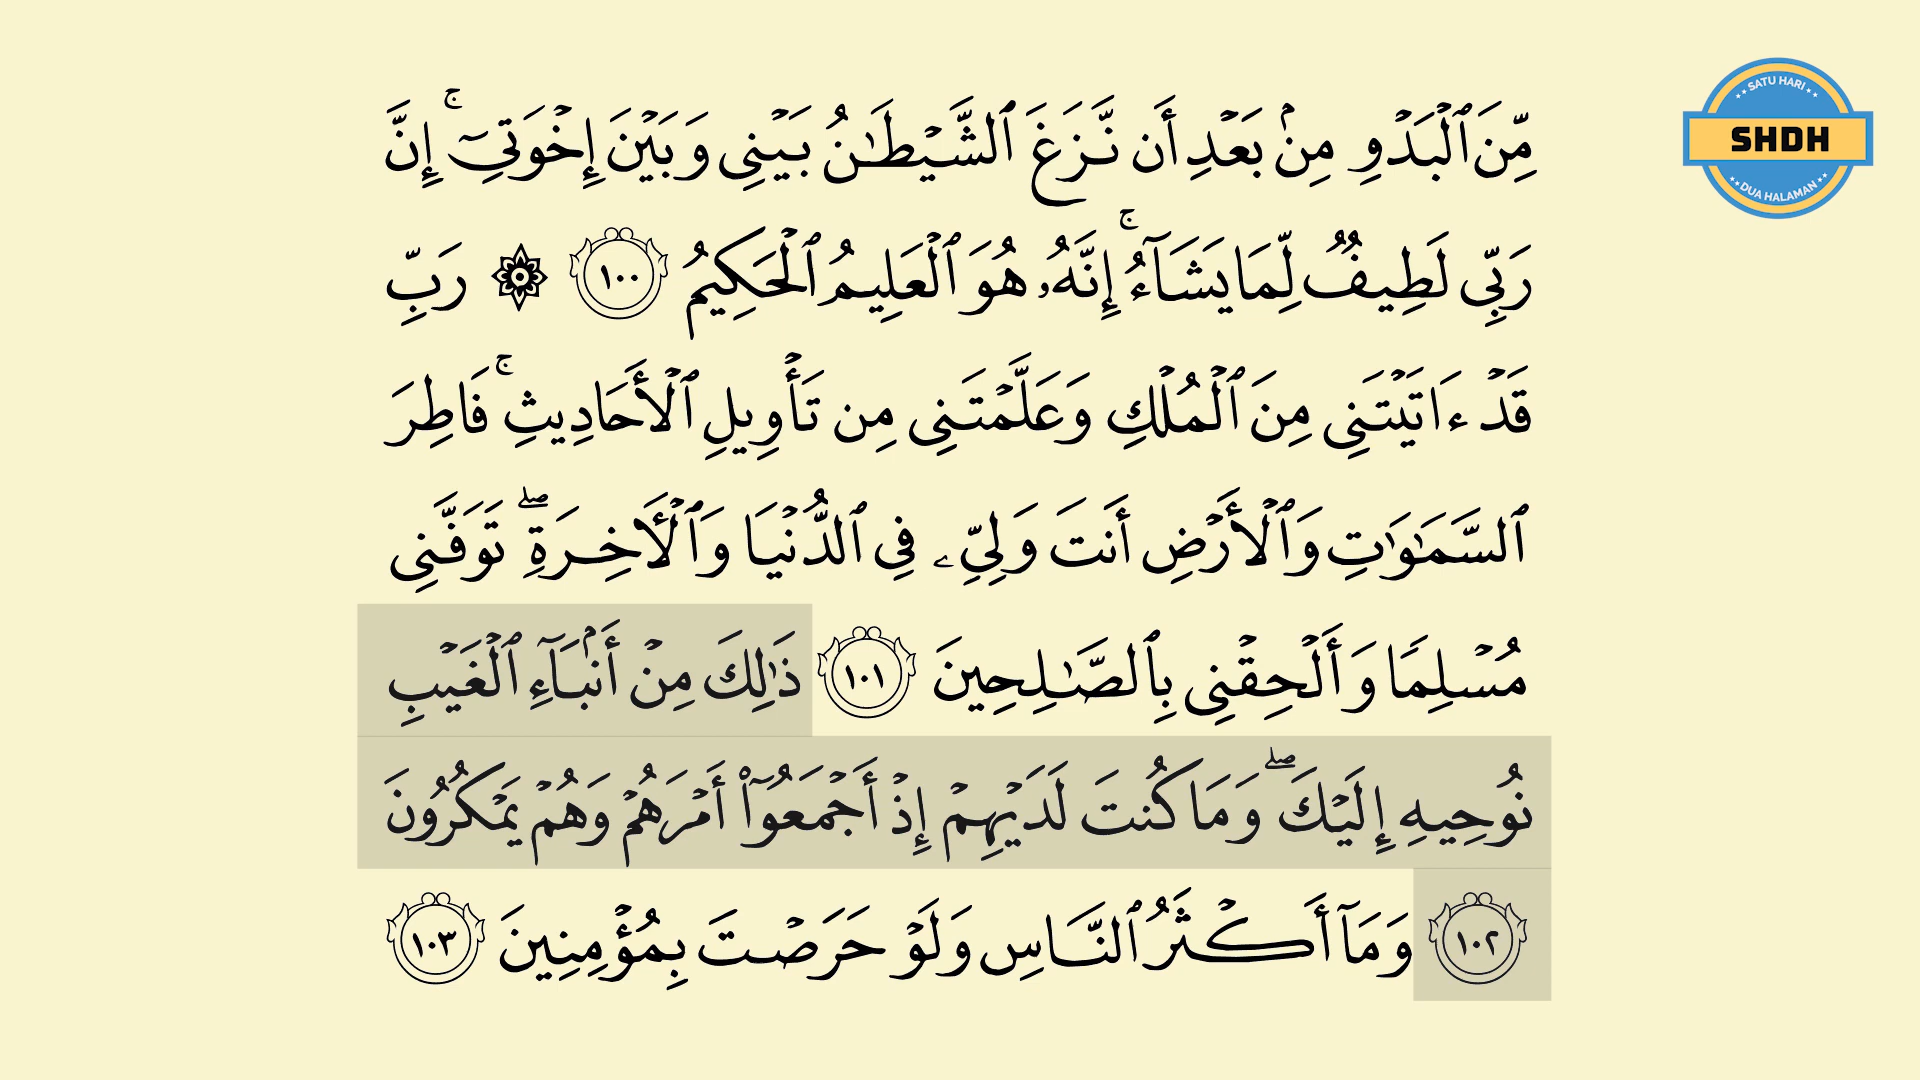 مِّنَ ٱلْبَدْوِ مِنۢ بَعْدِ أَن نَّزَغَ ٱلشَّيْطَٰنُ بَيْنِى وَبَيْنَ إِخْوَتِىٓ ۚ إِنَّ
رَبِّى لَطِيفٌ لِّمَا يَشَآءُ ۚ إِنَّهُۥ هُوَ ٱلْعَلِيمُ ٱلْحَكِيمُ ١٠٠ ۞ رَبِّ
قَدْ ءَاتَيْتَنِى مِنَ ٱلْمُلْكِ وَعَلَّمْتَنِى مِن تَأْوِيلِ ٱلْأَحَادِيثِ ۚ فَاطِرَ
ٱلسَّمَٰوَٰتِ وَٱلْأَرْضِ أَنتَ وَلِىِّۦ فِى ٱلدُّنْيَا وَٱلْءَاخِرَةِ ۖ تَوَفَّنِى
مُسْلِمًا وَأَلْحِقْنِى بِٱلصَّٰلِحِينَ ١٠١ ذَٰلِكَ مِنْ أَنۢبَآءِ ٱلْغَيْبِ
نُوحِيهِ إِلَيْكَ ۖ وَمَا كُنتَ لَدَيْهِمْ إِذْ أَجْمَعُوٓا۟ أَمْرَهُمْ وَهُمْ يَمْكُرُونَ
١٠٢ وَمَآ أَكْثَرُ ٱلنَّاسِ وَلَوْ حَرَصْتَ بِمُؤْمِنِينَ ١٠٣
SATU HARI
SHDH
DUA HALAMAN